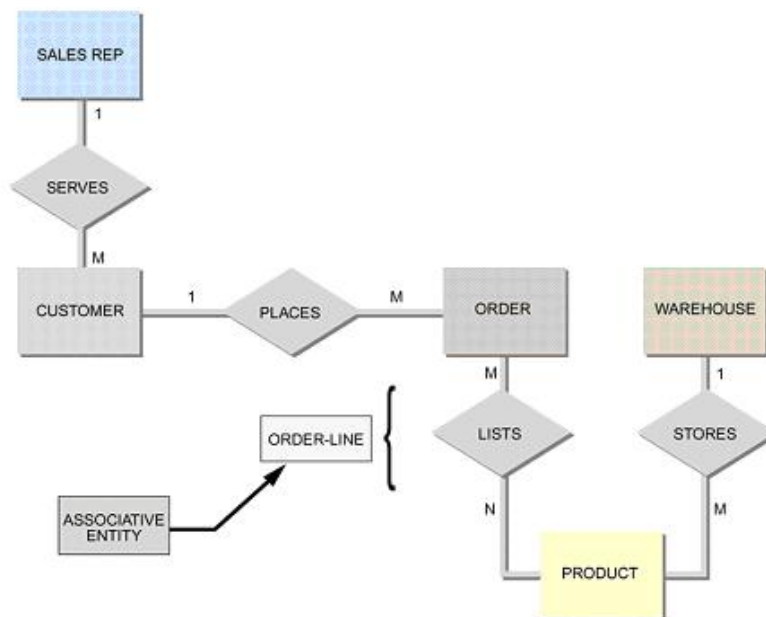 SALES REP
1
SERVES
M
CUSTOMER
1
PLACES
M
ORDER
WAREHOUSE
M
1
ORDER-LINE
LISTS
STORES
ASSOCIATIVE
ENTITY
N
M
PRODUCT